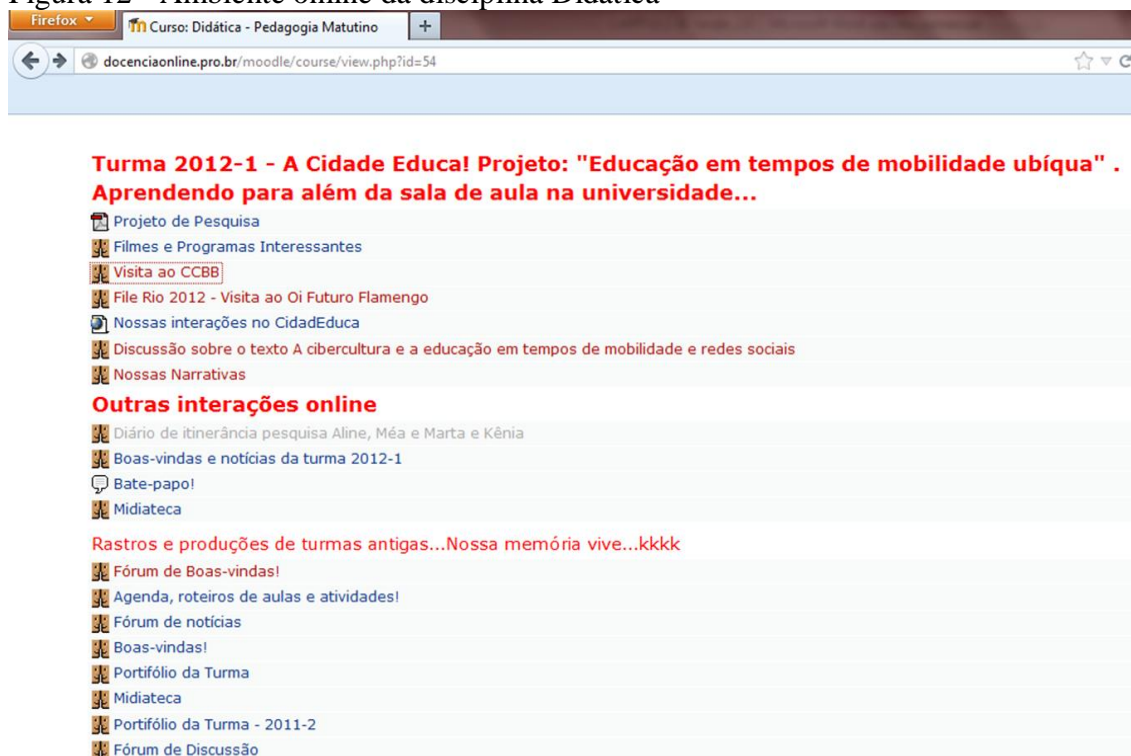 Figura 12 - Ambiente online da disciplina Didática
Firefox
Curso: Didática - Pedagogia Matutino
docenciaonline.pro.br/moodle/course/view.php?id=54
Turma 2012-1 - A Cidade Educa! Projeto: "Educação em tempos de mobilidade ubíqua" .
Aprendendo para além da sala de aula na universidade...
Projeto de Pesquisa
Filmes e Programas Interessantes
Visita ao CCBB
File Rio 2012 - Visita ao Oi Futuro Flamengo
Nossas interações no CidadEduca
Discussão sobre o texto A cibercultura e a educação em tempos de mobilidade e redes sociais
Nossas Narrativas
Outras interações online
Diário de itinerância pesquisa Aline, Méa e Marta e Kênia
Boas-vindas e notícias da turma 2012-1
Bate-papo!
Midiateca
Rastros e produções de turmas antigas...Nossa memória vive...kkkk
Fórum de Boas-vindas!
Agenda, roteiros de aulas e atividades!
Fórum de notícias
Boas-vindas!
Portifólio da Turma
Midiateca
Portifólio da Turma - 2011-2
Fórum de Discussão